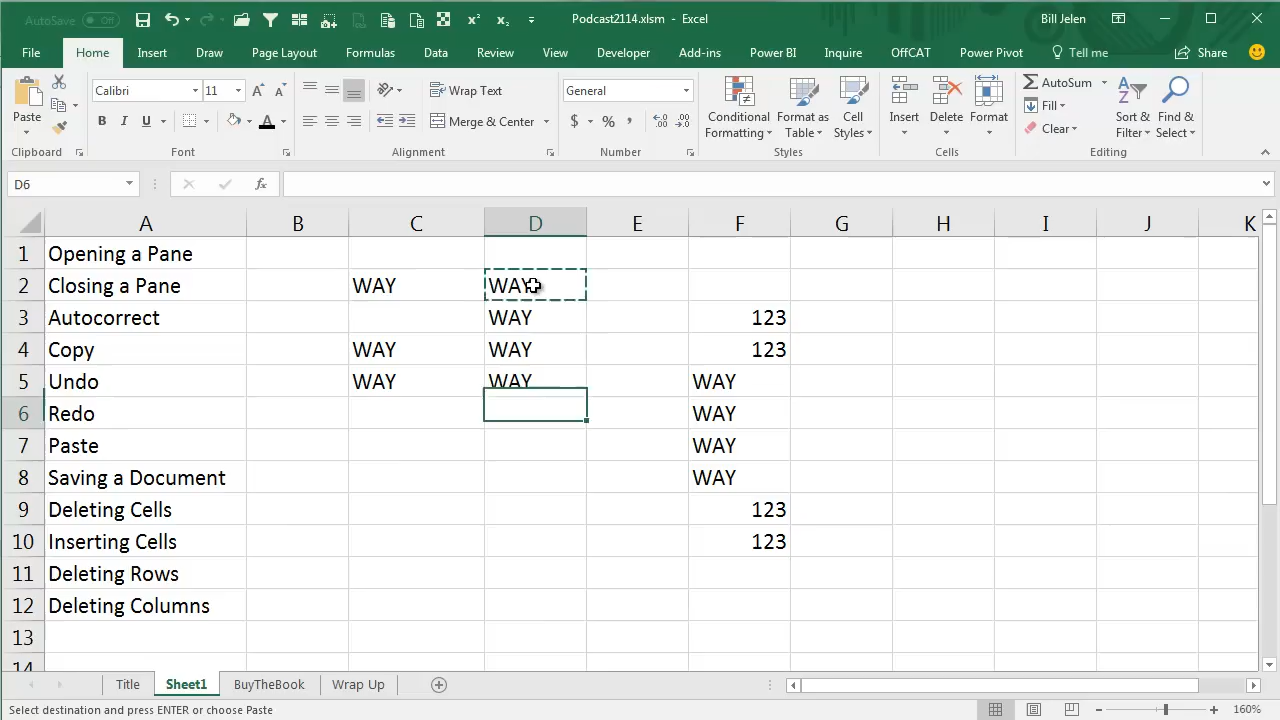 AutoSave Off Podcast2114.xlsm - Excel Bill Jelen
File Home Insert Draw Page Layout Formulas Data Review View Developer Add-ins Power BI Inquire OffCAT Power Pivot Tell me Share
Paste Calibri 11 Wrap Text General Conditional Formatting Format as Table Cell Styles Insert Delete Format AutoSum Fill Clear Sort & Filter Find & Select
B I U Merge & Center $ % ,
Clipboard Font Alignment Number Styles Cells Editing
D6 fx
A B C D E F G H I J K
1 Opening a Pane
2 Closing a Pane WAY WAY
3 Autocorrect WAY 123
4 Copy WAY WAY 123
5 Undo WAY WAY WAY
6 Redo WAY
7 Paste WAY
8 Saving a Document WAY
9 Deleting Cells 123
10 Inserting Cells 123
11 Deleting Rows
12 Deleting Columns
13
14
Title Sheet1 BuyTheBook Wrap Up
Select destination and press ENTER or choose Paste 160%